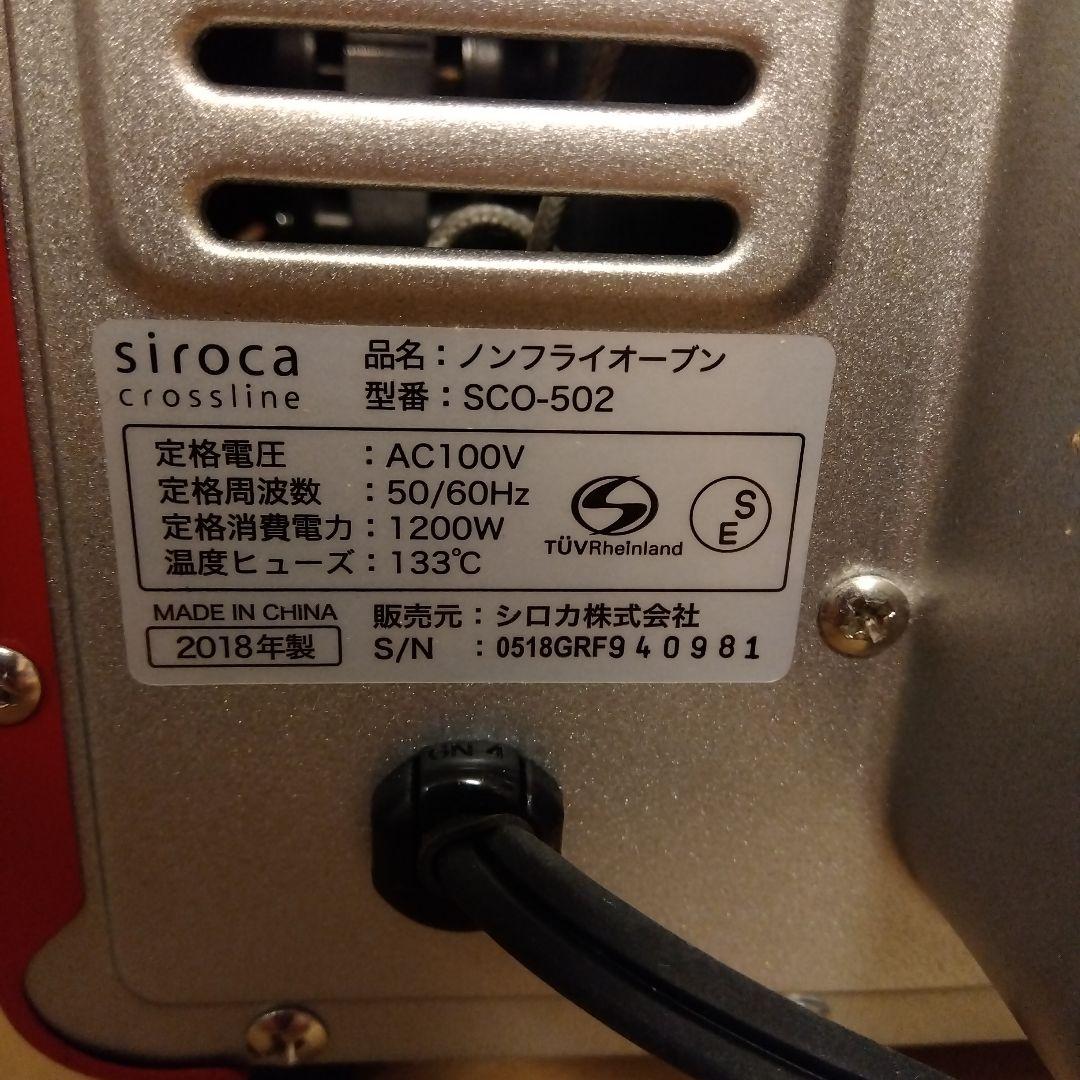 siroca
crossline
品名：ノンフライオーブン
型番：SCO-502
定格電圧　：AC100V
定格周波数　：50/60Hz
定格消費電力：1200W
温度ヒューズ：133℃
TÜVRheinland
S
E
MADE IN CHINA
2018年製
販売元：シロカ株式会社
S/N　：0518GRF940981
GN 4